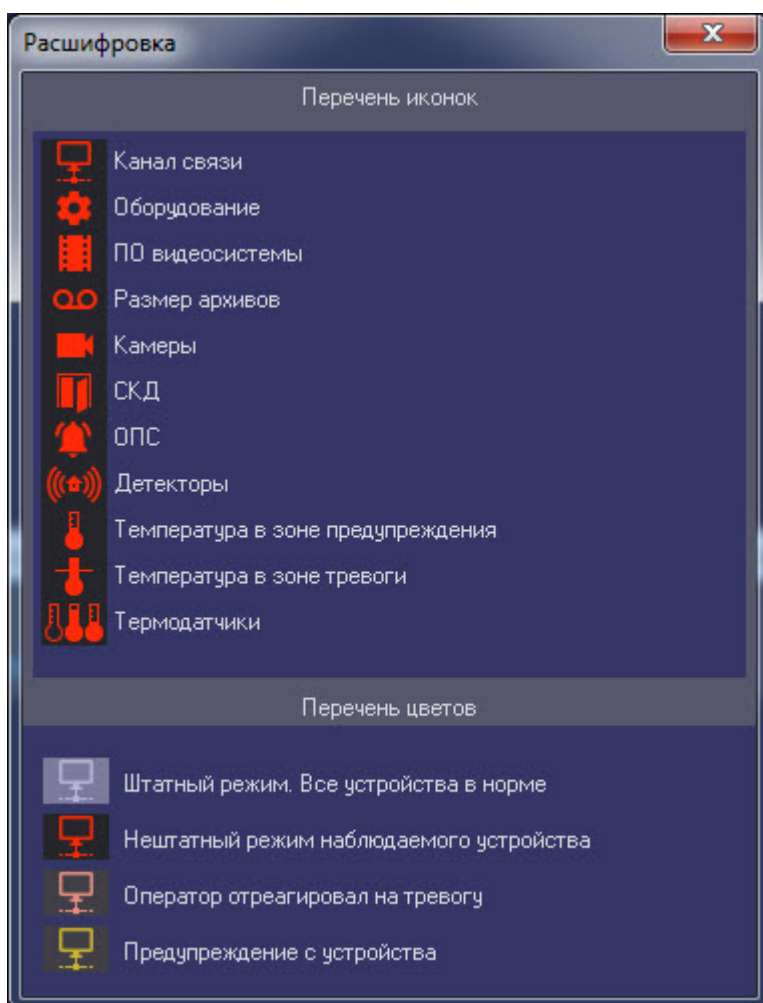 Расшифровка
Перечень иконок
Канал связи
Оборудование
ПО видеосистемы
Размер архивов
Камеры
СКД
ОПС
Детекторы
Температура в зоне предупреждения
Температура в зоне тревоги
Термодатчики
Перечень цветов
Штатный режим. Все устройства в норме
Нештатный режим наблюдаемого устройства
Оператор отреагировал на тревогу
Предупреждение с устройства